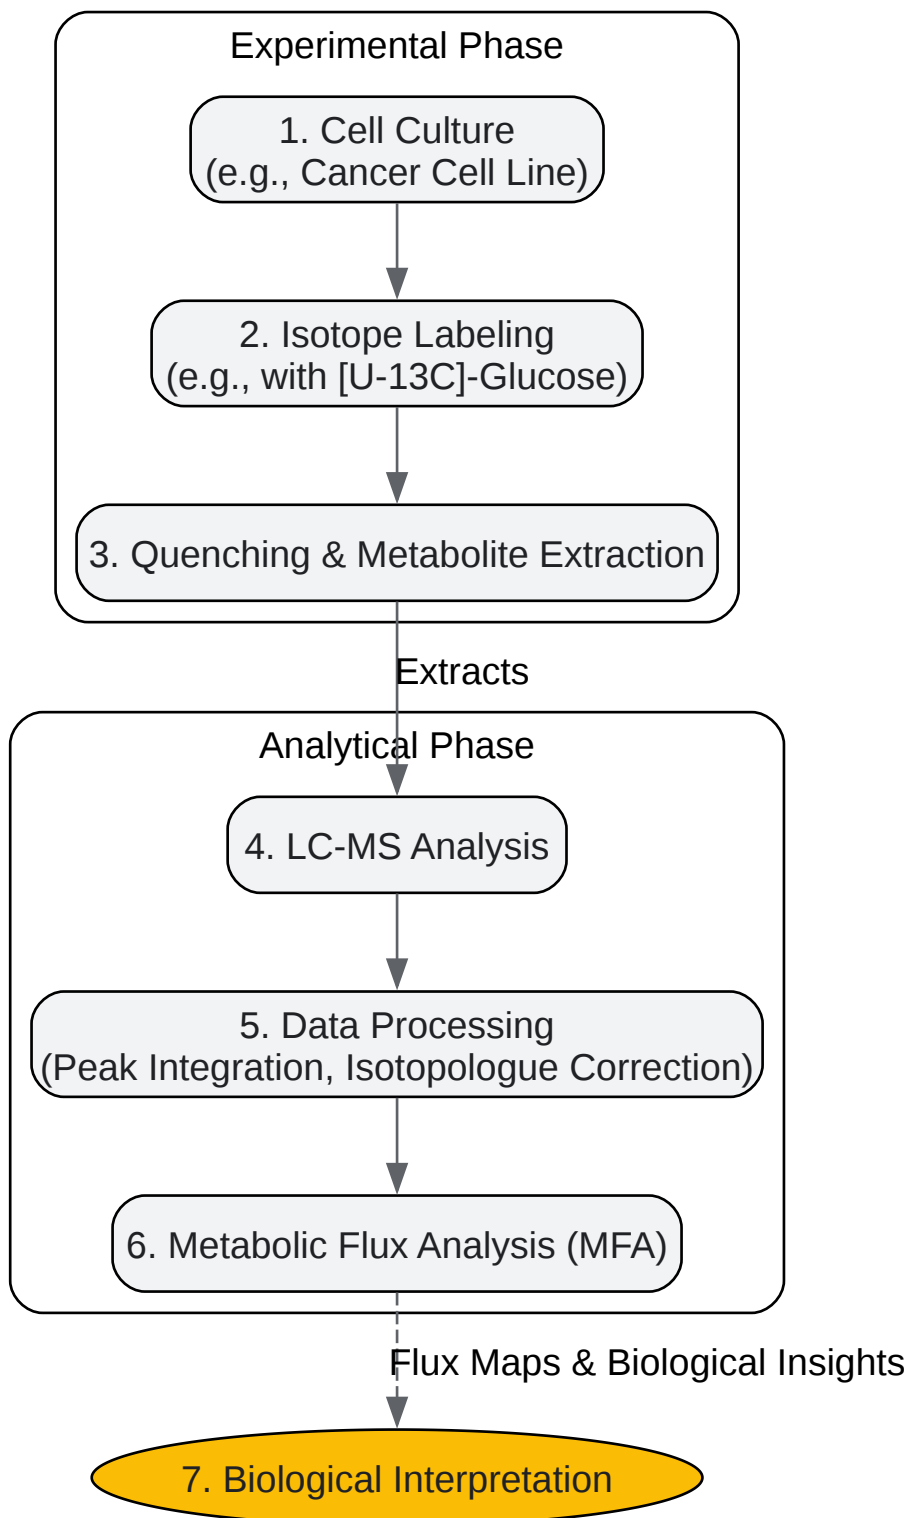 Experimental Phase
1. Cell Culture
(e.g., Cancer Cell Line)
2. Isotope Labeling
(e.g., with [U-13C]-Glucose)
3. Quenching & Metabolite Extraction
Extracts
Analytical Phase
4. LC-MS Analysis
5. Data Processing
(Peak Integration, Isotopologue Correction)
6. Metabolic Flux Analysis (MFA)
Flux Maps & Biological Insights
7. Biological Interpretation